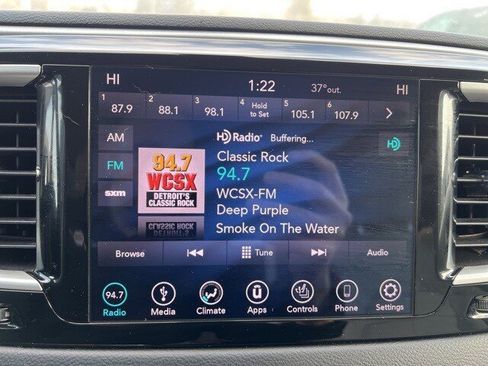 HI 1:22 37°out. HI
1 87.9 2 88.1 3 98.1 4 Hold to Set 5 105.1 6 107.9
AM HD Radio Buffering... HD
Classic Rock
FM 94.7
94.7 WCSX DETROIT'S CLASSIC ROCK
WCSX-FM
sxm Deep Purple
Smoke On The Water
Browse Tune Audio
94.7
Radio Media Climate Apps Controls Phone Settings